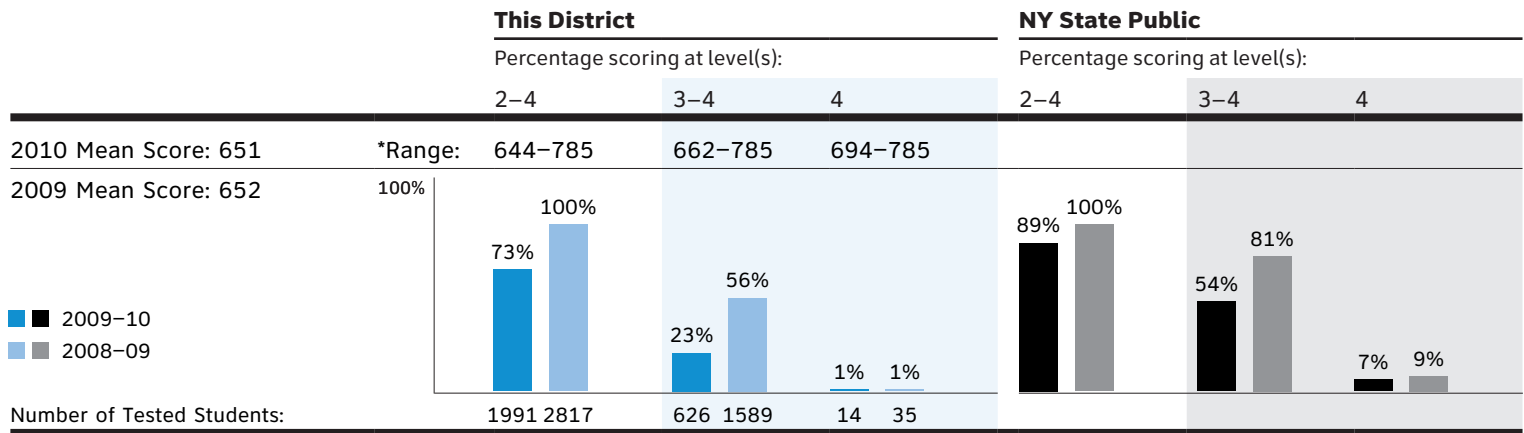 This District NY State Public
Percentage scoring at level(s): Percentage scoring at level(s):
2–4 3–4 4 2–4 3–4 4
2010 Mean Score: 651 *Range: 644–785 662–785 694–785
2009 Mean Score: 652 100%
100% 100%
73% 89%
56% 81%
23% 54%
1% 1% 7% 9%
2009–10
2008–09
Number of Tested Students: 1991 2817 626 1589 14 35